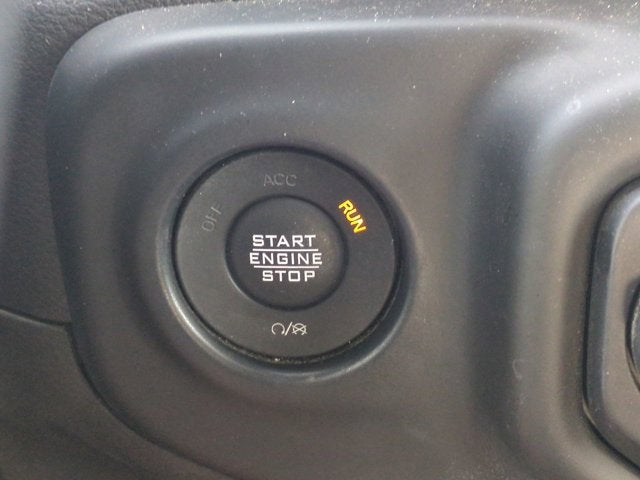 OFF
ACC
RUN
START
ENGINE
STOP